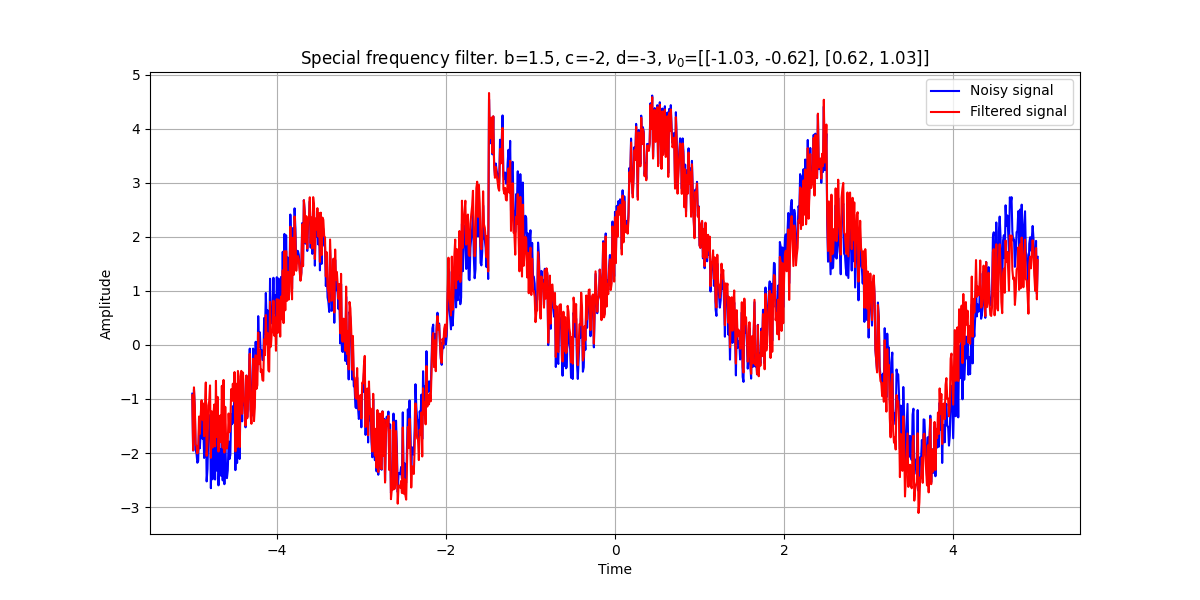 Special frequency filter. b=1.5, c=-2, d=-3, ν₀=[[-1.03, -0.62], [0.62, 1.03]]
Noisy signal
Filtered signal
Amplitude
5
4
3
2
1
0
−1
−2
−3
−4
−2
0
2
4
Time